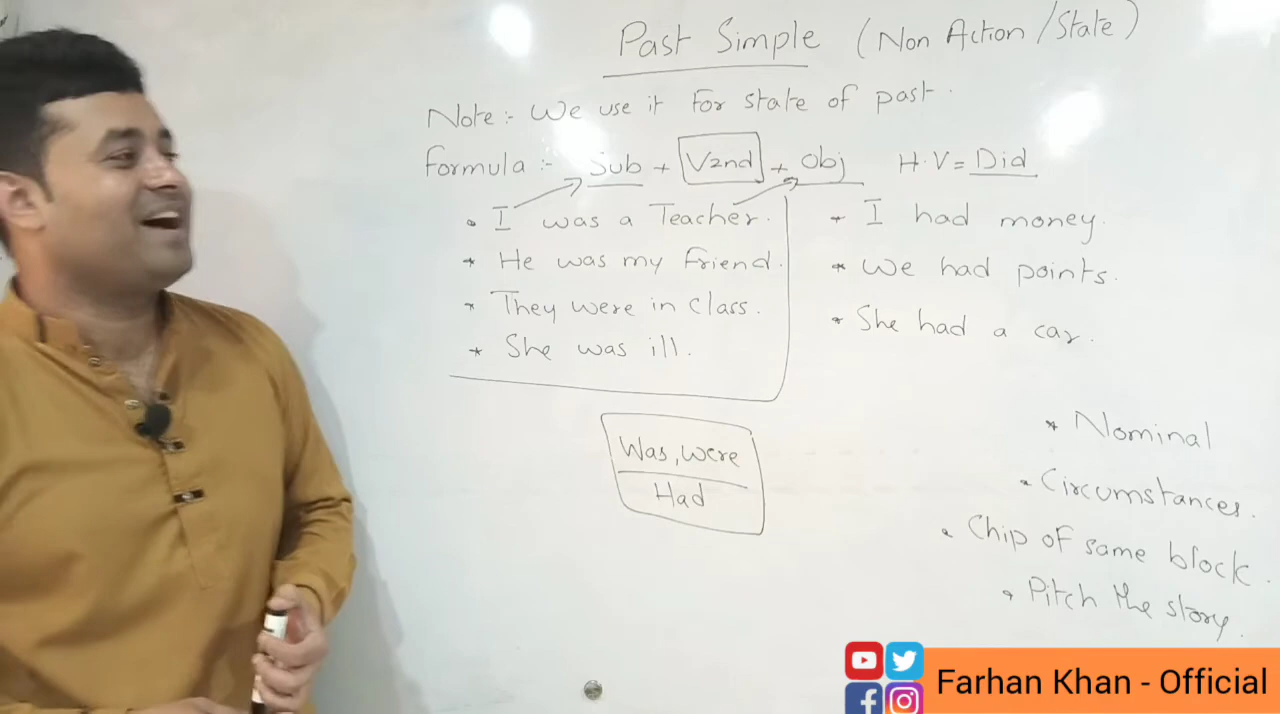 Past Simple (Non Action/State)
Note:- We use it for state of past.
Formula:- Sub + V2nd + Obj H.V = Did
• I was a Teacher.
* He was my friend.
* They were in class.
* She was ill.
* I had money.
* We had points.
* She had a car.
Was, were
Had
* Nominal
• Circumstances.
• Chip of same block.
* Pitch the story.
Farhan Khan - Official